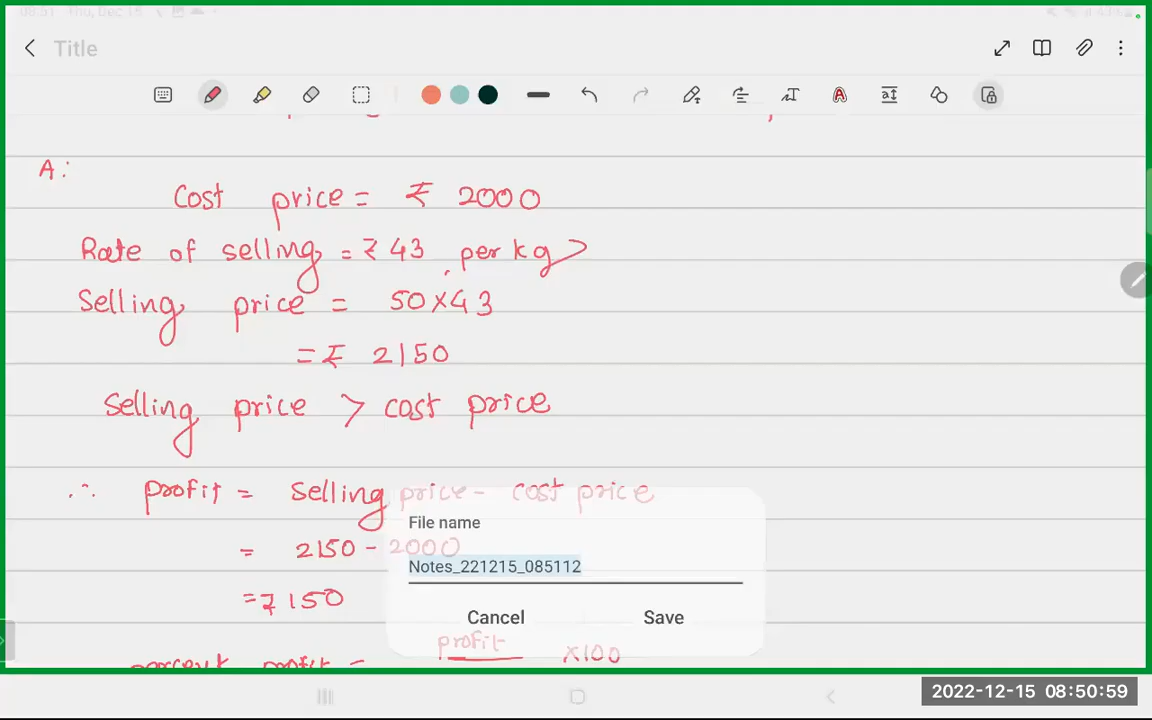 Title
A:
Cost price = ₹ 2000
Rate of selling = ₹ 43 per kg
Selling price = 50×43
= ₹ 2150
Selling price > cost price
∴ profit = Selling price - cost price
= 2150 - 2000
= ₹ 150
File name
Notes_221215_085112
Cancel Save
percent profit = profit ×100
2022-12-15 08:50:59